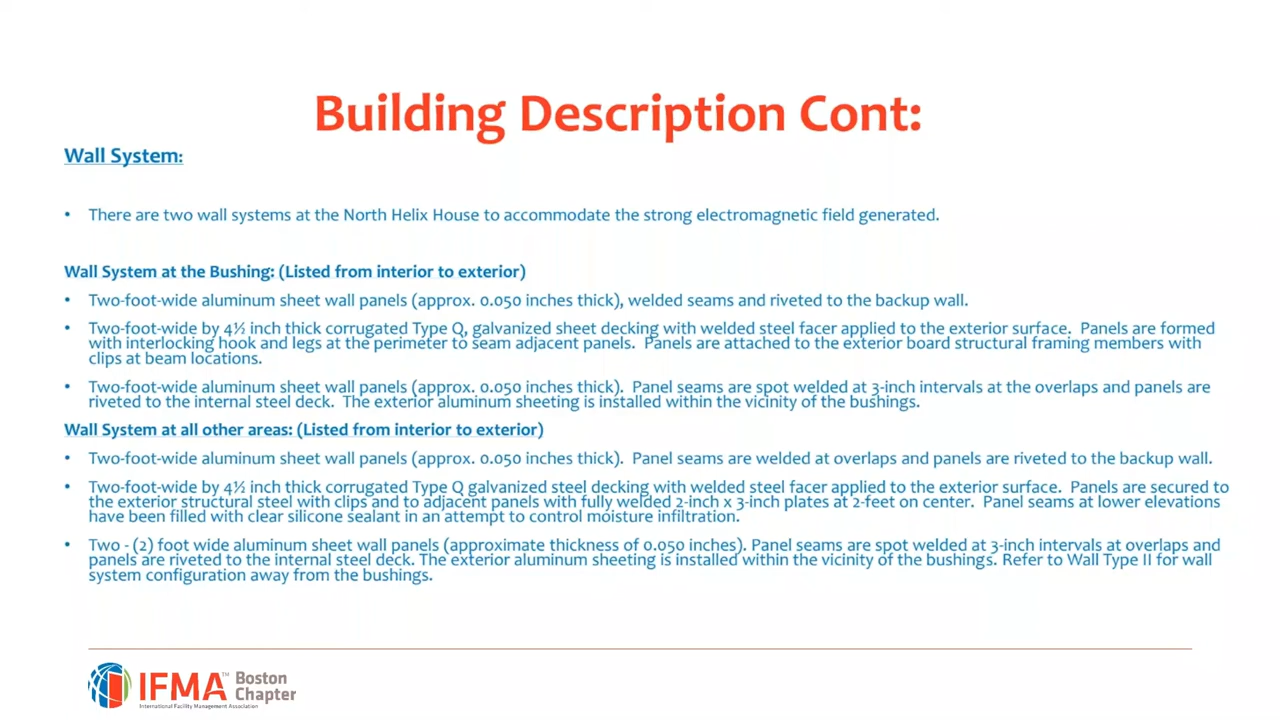 Building Description Cont:
Wall System:
• There are two wall systems at the North Helix House to accommodate the strong electromagnetic field generated.
Wall System at the Bushing: (Listed from interior to exterior)
• Two-foot-wide aluminum sheet wall panels (approx. 0.050 inches thick), welded seams and riveted to the backup wall.
• Two-foot-wide by 4½ inch thick corrugated Type Q, galvanized sheet decking with welded steel facer applied to the exterior surface.  Panels are formed
with interlocking hook and legs at the perimeter to seam adjacent panels.  Panels are attached to the exterior board structural framing members with
clips at beam locations.
• Two-foot-wide aluminum sheet wall panels (approx. 0.050 inches thick).  Panel seams are spot welded at 3-inch intervals at the overlaps and panels are
riveted to the internal steel deck.  The exterior aluminum sheeting is installed within the vicinity of the bushings.
Wall System at all other areas: (Listed from interior to exterior)
• Two-foot-wide aluminum sheet wall panels (approx. 0.050 inches thick).  Panel seams are welded at overlaps and panels are riveted to the backup wall.
• Two-foot-wide by 4½ inch thick corrugated Type Q galvanized steel decking with welded steel facer applied to the exterior surface.  Panels are secured to
the exterior structural steel with clips and to adjacent panels with fully welded 2-inch x 3-inch plates at 2-feet on center.  Panel seams at lower elevations
have been filled with clear silicone sealant in an attempt to control moisture infiltration.
• Two - (2) foot wide aluminum sheet wall panels (approximate thickness of 0.050 inches). Panel seams are spot welded at 3-inch intervals at overlaps and
panels are riveted to the internal steel deck. The exterior aluminum sheeting is installed within the vicinity of the bushings. Refer to Wall Type II for wall
system configuration away from the bushings.
IFMA™ Boston
Chapter
International Facility Management Association